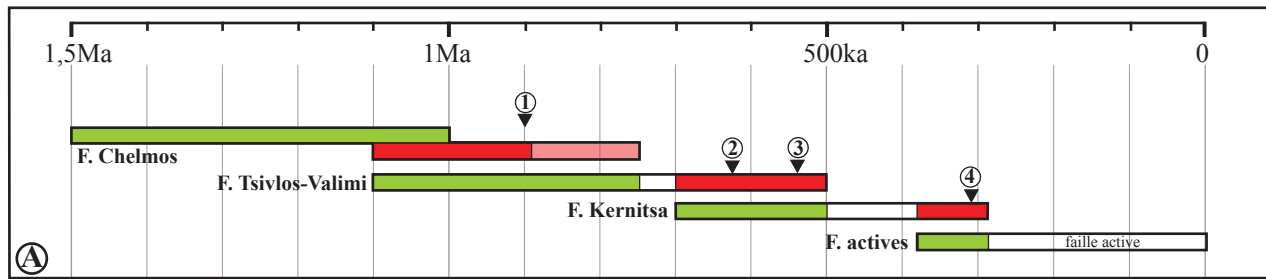 1,5Ma 1Ma 500ka 0
①
F. Chelmos
② ③
F. Tsivlos-Valimi
④
F. Kernitsa
F. actives faille active
Ⓐ